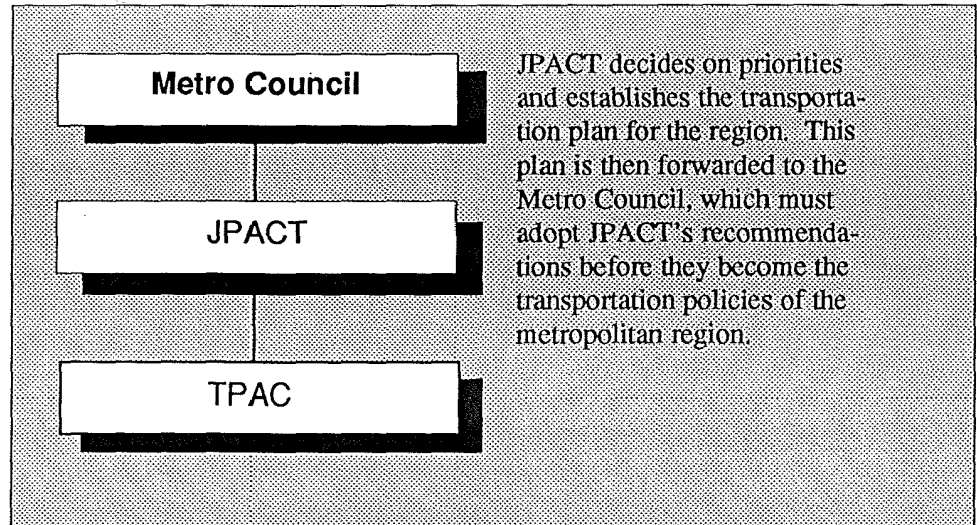 Metro Council
JPACT
TPAC
JPACT decides on priorities
and establishes the transporta-
tion plan for the region. This
plan is then forwarded to the
Metro Council, which must
adopt JPACT's recommenda-
tions before they become the
transportation policies of the
metropolitan region.